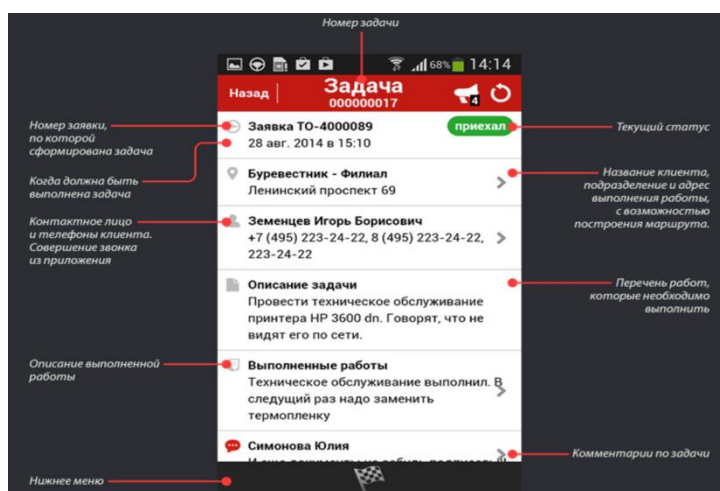 Номер задачи
68% 14:14
Назад
Задача
000000017
4
Номер заявки,
по которой
сформирована задача
Заявка ТО-4000089
приехал
28 авг. 2014 в 15:10
Текущий статус
Когда должна быть
выполнена задача
Буревестник - Филиал
Ленинский проспект 69
Название клиента,
подразделение и адрес
выполнения работы,
с возможностью
построения маршрута.
Контактное лицо
и телефоны клиента.
Совершение звонка
из приложения
Земенцев Игорь Борисович
+7 (495) 223-24-22, 8 (495) 223-24-22,
223-24-22
Описание задачи
Провести техническое обслуживание
принтера HP 3600 dn. Говорят, что не
видят его по сети.
Перечень работ,
которые необходимо
выполнить
Описание выполненной
работы
Выполненные работы
Техническое обслуживание выполнил. В
следущий раз надо заменить
термопленку
Симонова Юлия
Комментарии по задачи
Нижнее меню